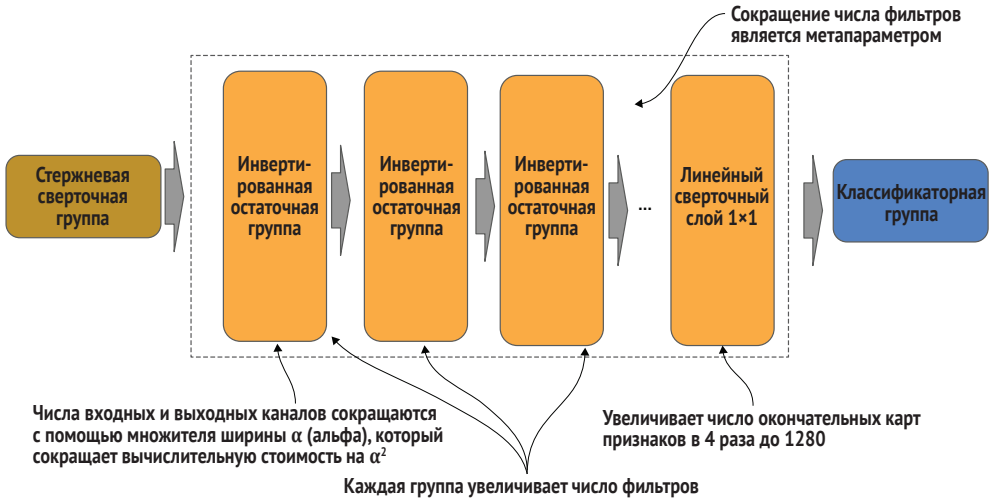 Сокращение числа фильтров
является метапараметром
Стержневая
сверточная
группа
Инверти-
рованная
остаточная
группа
Инверти-
рованная
остаточная
группа
Инверти-
рованная
остаточная
группа
...
Линейный
сверточный
слой 1×1
Классификаторная
группа
Числа входных и выходных каналов сокращаются
с помощью множителя ширины α (альфа), который
сокращает вычислительную стоимость на α²
Увеличивает число окончательных карт
признаков в 4 раза до 1280
Каждая группа увеличивает число фильтров